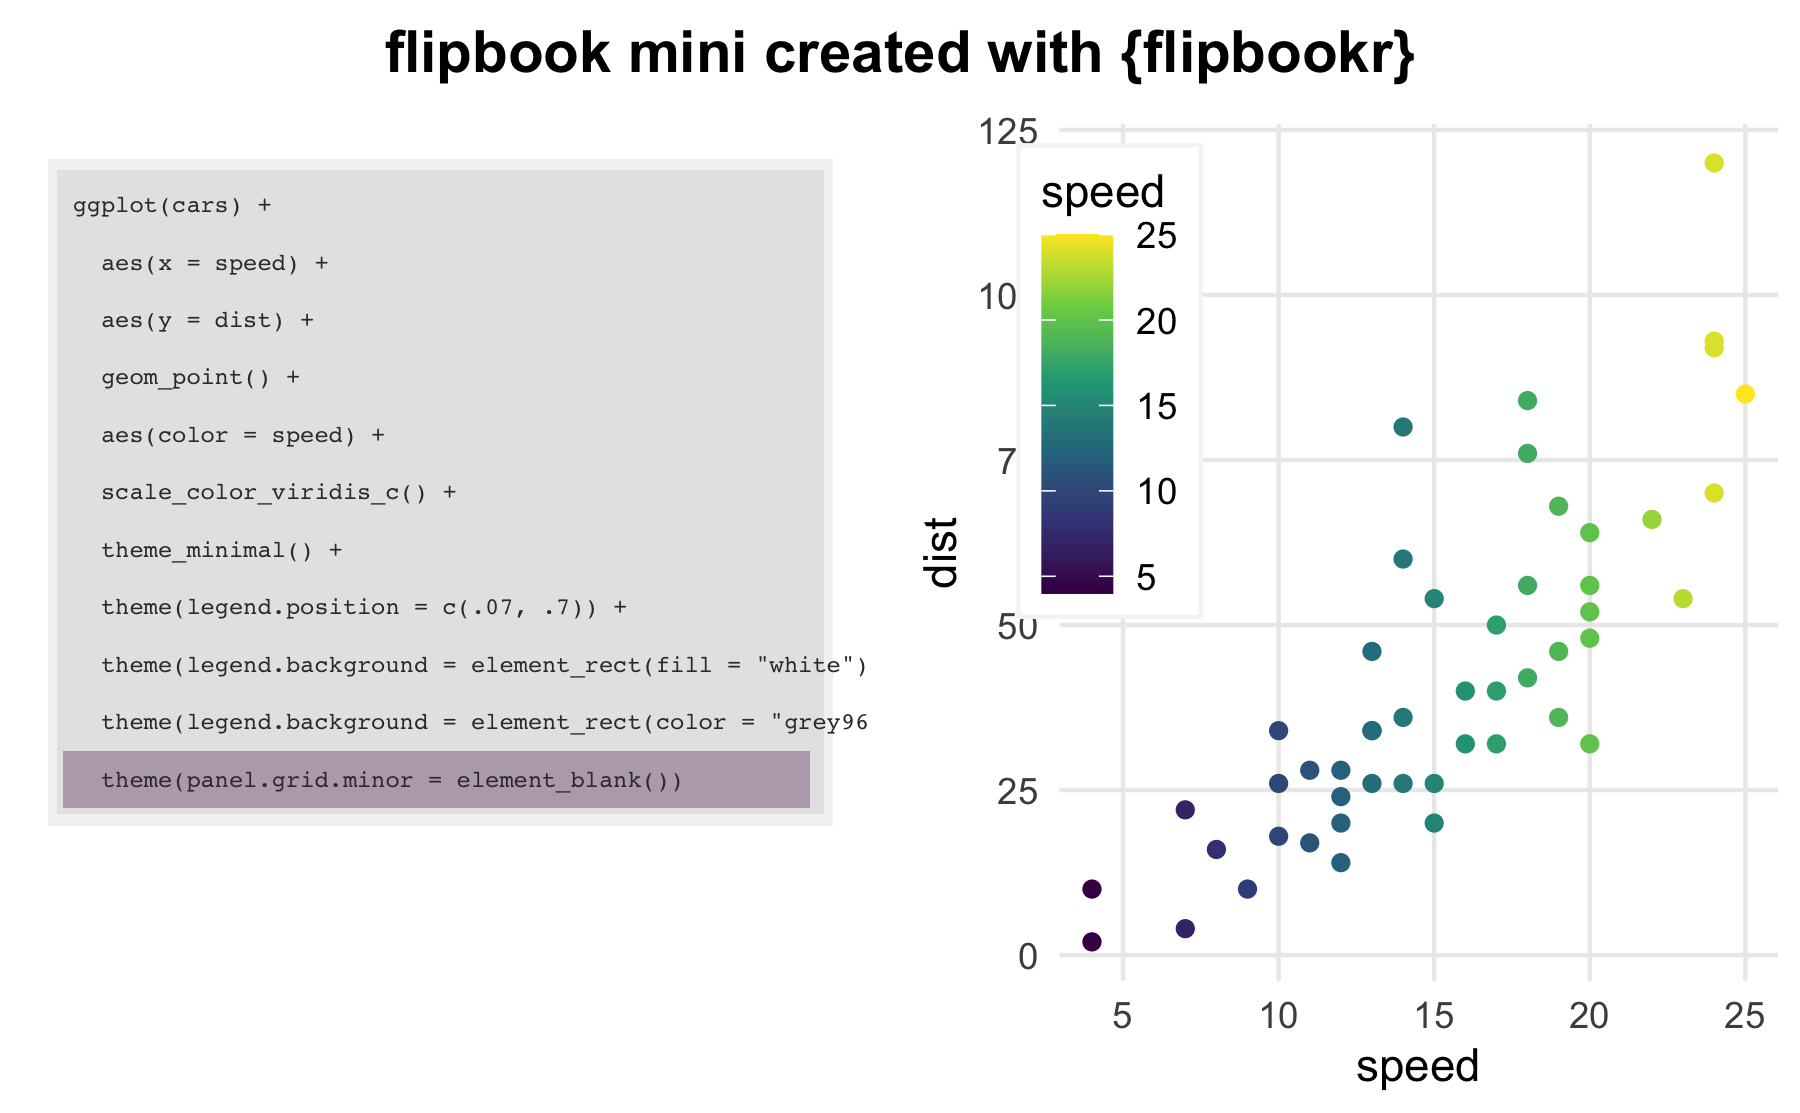 flipbook mini created with {flipbookr}
ggplot(cars) +
aes(x = speed) +
aes(y = dist) +
geom_point() +
aes(color = speed) +
scale_color_viridis_c() +
theme_minimal() +
theme(legend.position = c(.07, .7)) +
theme(legend.background = element_rect(fill = "white")
theme(legend.background = element_rect(color = "grey96
theme(panel.grid.minor = element_blank())
125
10
7
50
25
0
dist
speed
25
20
15
10
5
5 10 15 20 25
speed